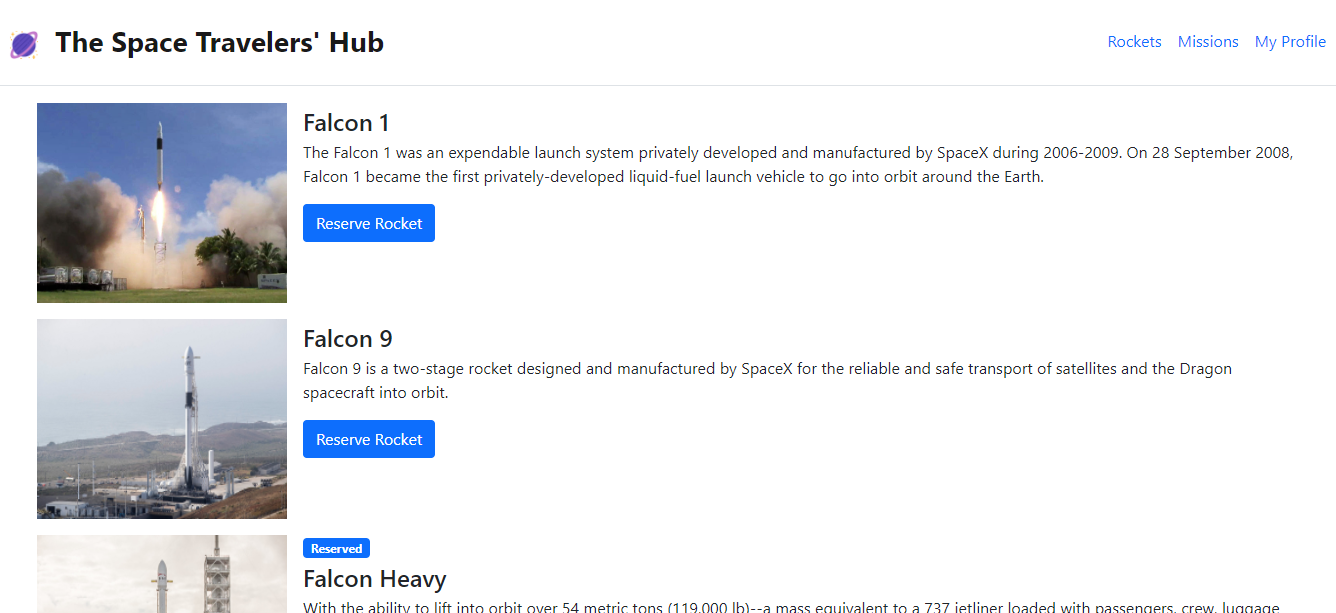 The Space Travelers' Hub
Rockets Missions My Profile
Falcon 1
The Falcon 1 was an expendable launch system privately developed and manufactured by SpaceX during 2006-2009. On 28 September 2008,
Falcon 1 became the first privately-developed liquid-fuel launch vehicle to go into orbit around the Earth.
Reserve Rocket
Falcon 9
Falcon 9 is a two-stage rocket designed and manufactured by SpaceX for the reliable and safe transport of satellites and the Dragon
spacecraft into orbit.
Reserve Rocket
Reserved
Falcon Heavy
With the ability to lift into orbit over 54 metric tons (119,000 lb)--a mass equivalent to a 737 jetliner loaded with passengers, crew, luggage